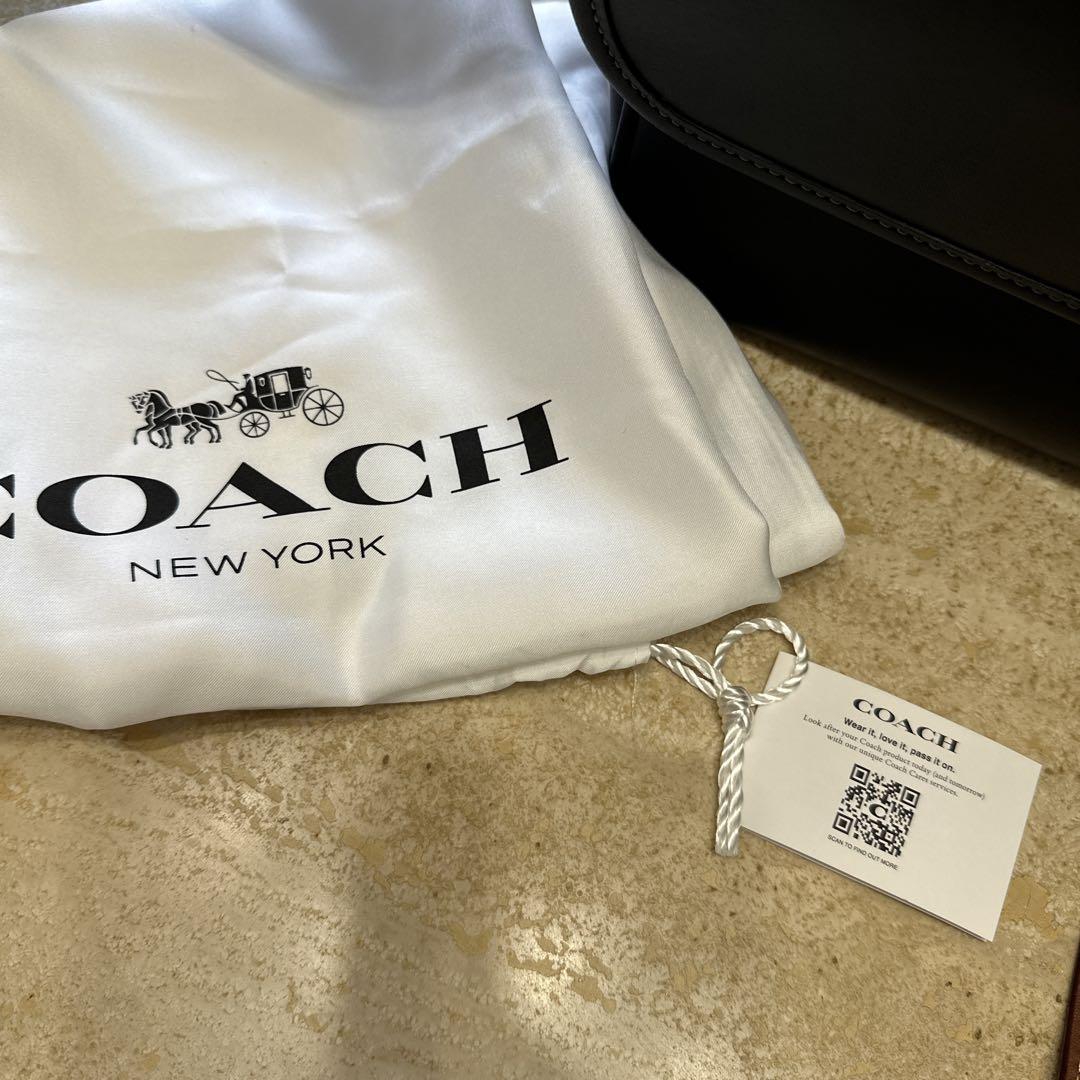 COACH
NEW YORK
COACH
Wear it, love it, pass it on.
Look after your Coach product today (and tomorrow)
with our unique Coach Cares services.
C
SCAN TO FIND OUT MORE